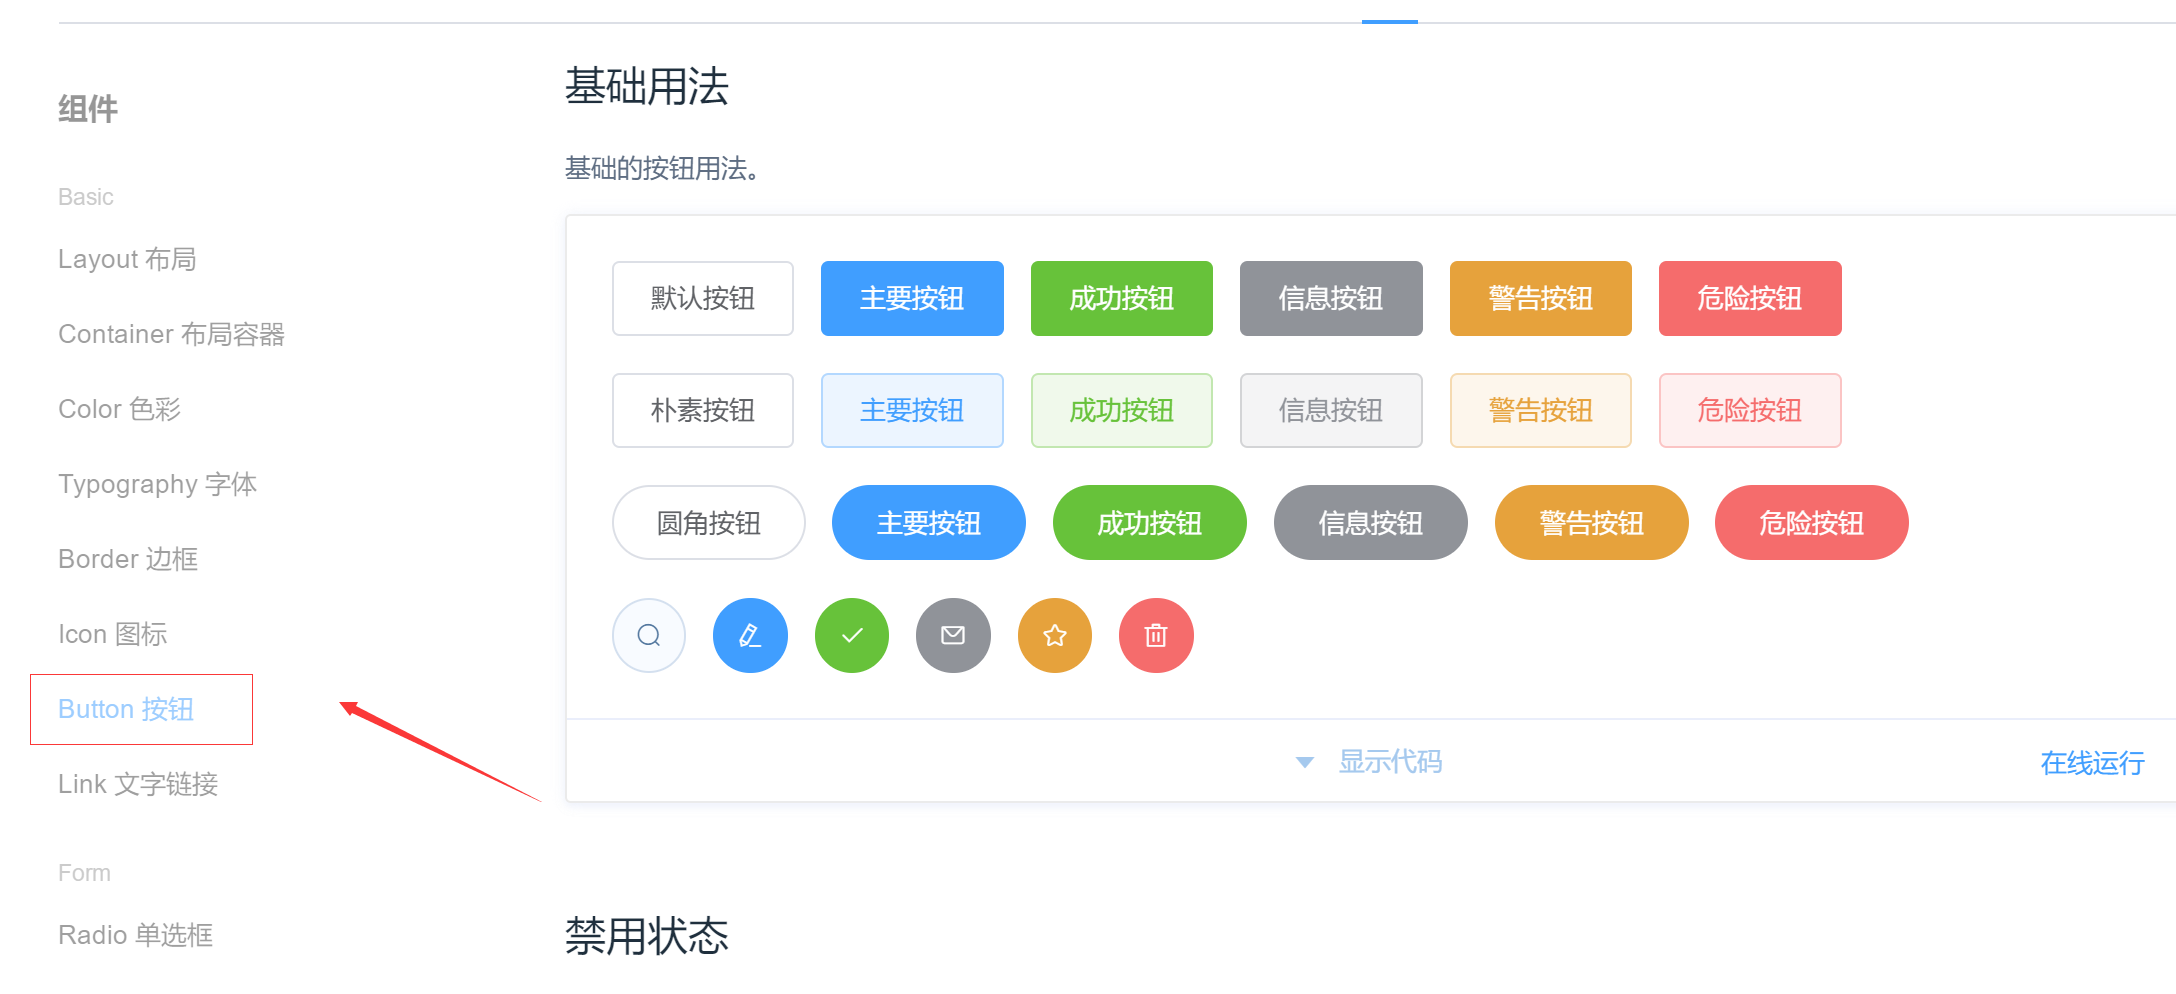 组件
Basic
Layout 布局
Container 布局容器
Color 色彩
Typography 字体
Border 边框
Icon 图标
Button 按钮
Link 文字链接
Form
Radio 单选框
基础用法
基础的按钮用法。
默认按钮 主要按钮 成功按钮 信息按钮 警告按钮 危险按钮
朴素按钮 主要按钮 成功按钮 信息按钮 警告按钮 危险按钮
圆角按钮 主要按钮 成功按钮 信息按钮 警告按钮 危险按钮
显示代码 在线运行
禁用状态